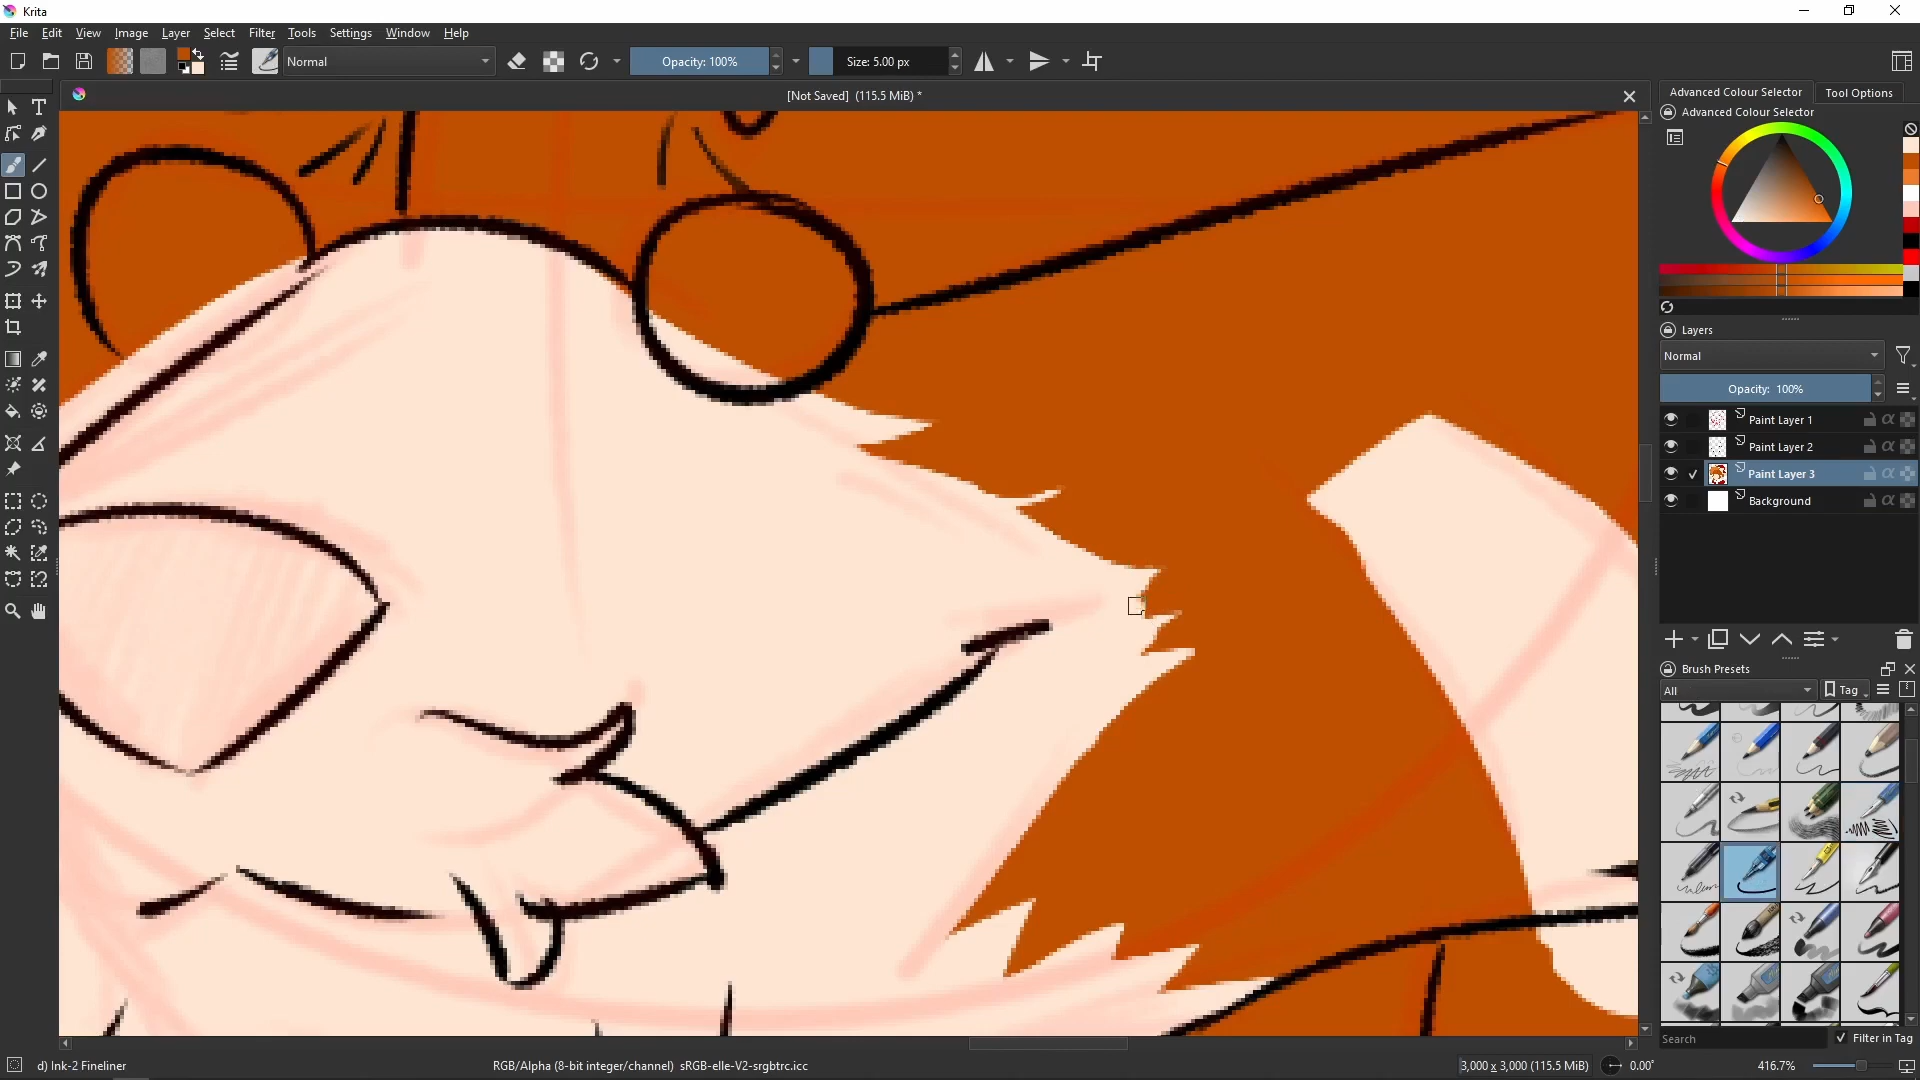 Krita
File Edit View Image Layer Select Filter Tools Settings Window Help
Normal Opacity: 100% Size: 5.00 px
[Not Saved] (115.5 MiB) *
Advanced Colour Selector Tool Options
Advanced Colour Selector
Layers
Normal
Opacity: 100%
Paint Layer 1
Paint Layer 2
Paint Layer 3
Background
Brush Presets
All Tag
Search Filter in Tag
d) Ink-2 Fineliner RGB/Alpha (8-bit integer/channel) sRGB-elle-V2-srgbtrc.icc 3,000 x 3,000 (115.5 MiB) 0.00° 416.7%